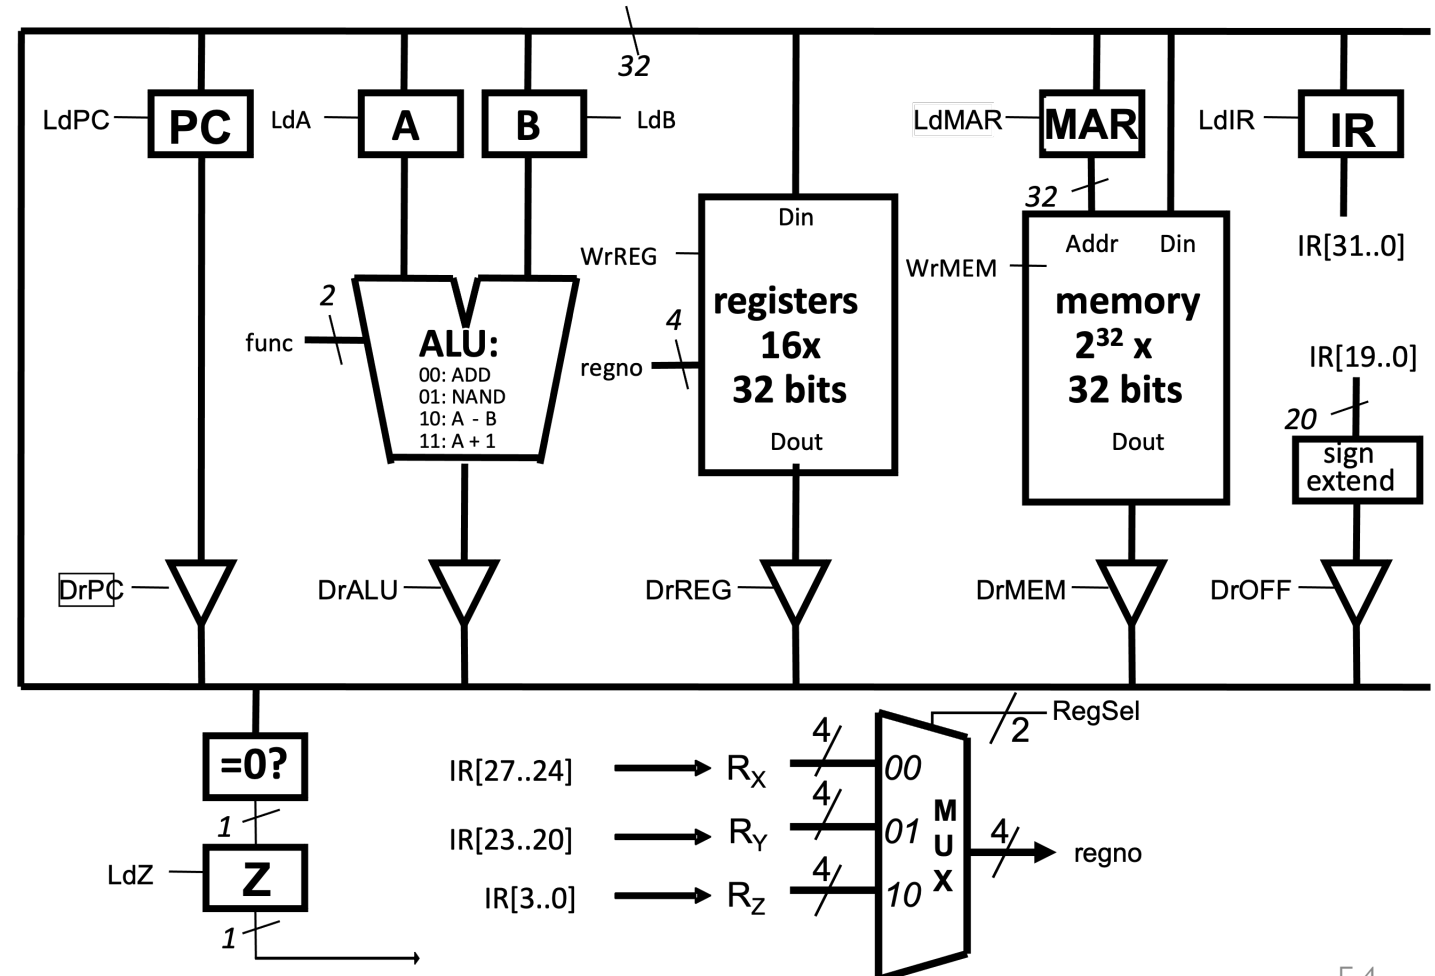 32
LdPC
PC
LdA
A
B
LdB
LdMAR
MAR
LdIR
IR
32
Din
WrREG
registers
16x
32 bits
4
regno
Dout
Addr
Din
WrMEM
memory
2³² x
32 bits
Dout
IR[31..0]
2
func
ALU:
00: ADD
01: NAND
10: A - B
11: A + 1
IR[19..0]
20
sign
extend
DrPC
DrALU
DrREG
DrMEM
DrOFF
=0?
1
LdZ
Z
1
RegSel
2
IR[27..24]
RX
4
00
IR[23..20]
RY
4
01
IR[3..0]
RZ
4
10
M
U
X
4
regno